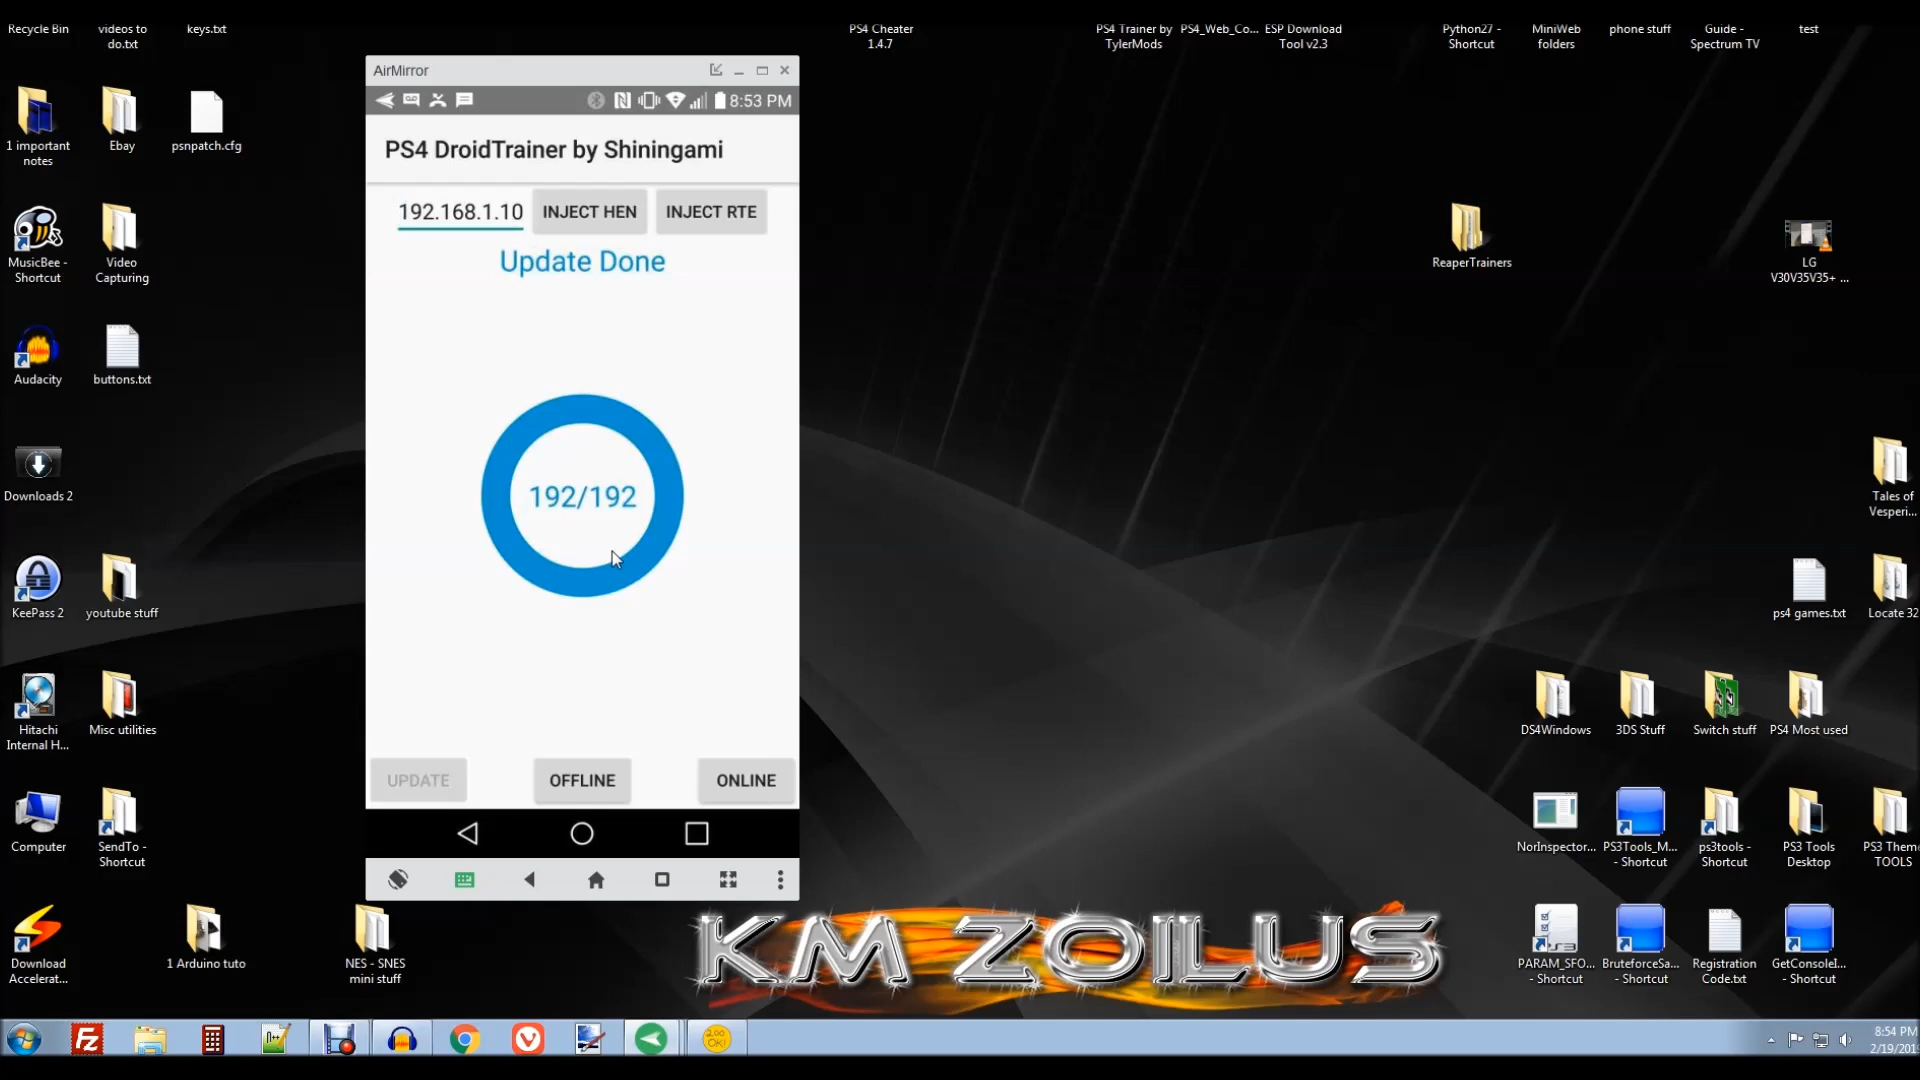 Recycle Bin
videos to
do.txt
keys.txt
PS4 Cheater
1.4.7
PS4 Trainer by
TylerMods
PS4_Web_Co...
ESP Download
Tool v2.3
Python27 -
Shortcut
MiniWeb
folders
phone stuff
Guide -
Spectrum TV
test
AirMirror
8:53 PM
PS4 DroidTrainer by Shiningami
192.168.1.10
INJECT HEN
INJECT RTE
Update Done
192/192
UPDATE
OFFLINE
ONLINE
1 important
notes
Ebay
psnpatch.cfg
MusicBee -
Shortcut
Video
Capturing
ReaperTrainers
LG
V30V35V35+ ...
Audacity
buttons.txt
Downloads 2
Tales of
Vesperi...
KeePass 2
youtube stuff
ps4 games.txt
Locate 32
Hitachi
Internal H...
Misc utilities
DS4Windows
3DS Stuff
Switch stuff
PS4 Most used
Computer
SendTo -
Shortcut
NorInspector...
PS3Tools_M...
- Shortcut
ps3tools -
Shortcut
PS3 Tools
Desktop
PS3 Them
TOOLS
Download
Accelerat...
1 Arduino tuto
NES - SNES
mini stuff
KM ZOILUS
PARAM_SFO...
- Shortcut
BruteforceSa...
- Shortcut
Registration
Code.txt
GetConsoleI...
- Shortcut
8:54 PM
2/19/201